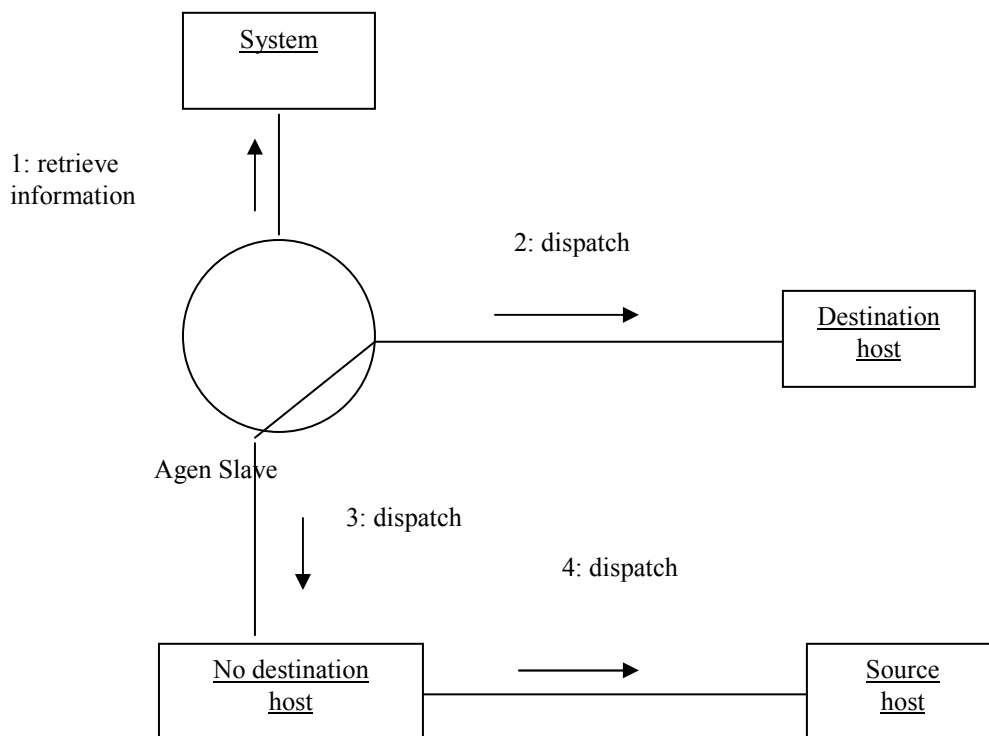 System
1: retrieve
information
2: dispatch
Destination
host
Agen Slave
3: dispatch
4: dispatch
No destination
host
Source
host